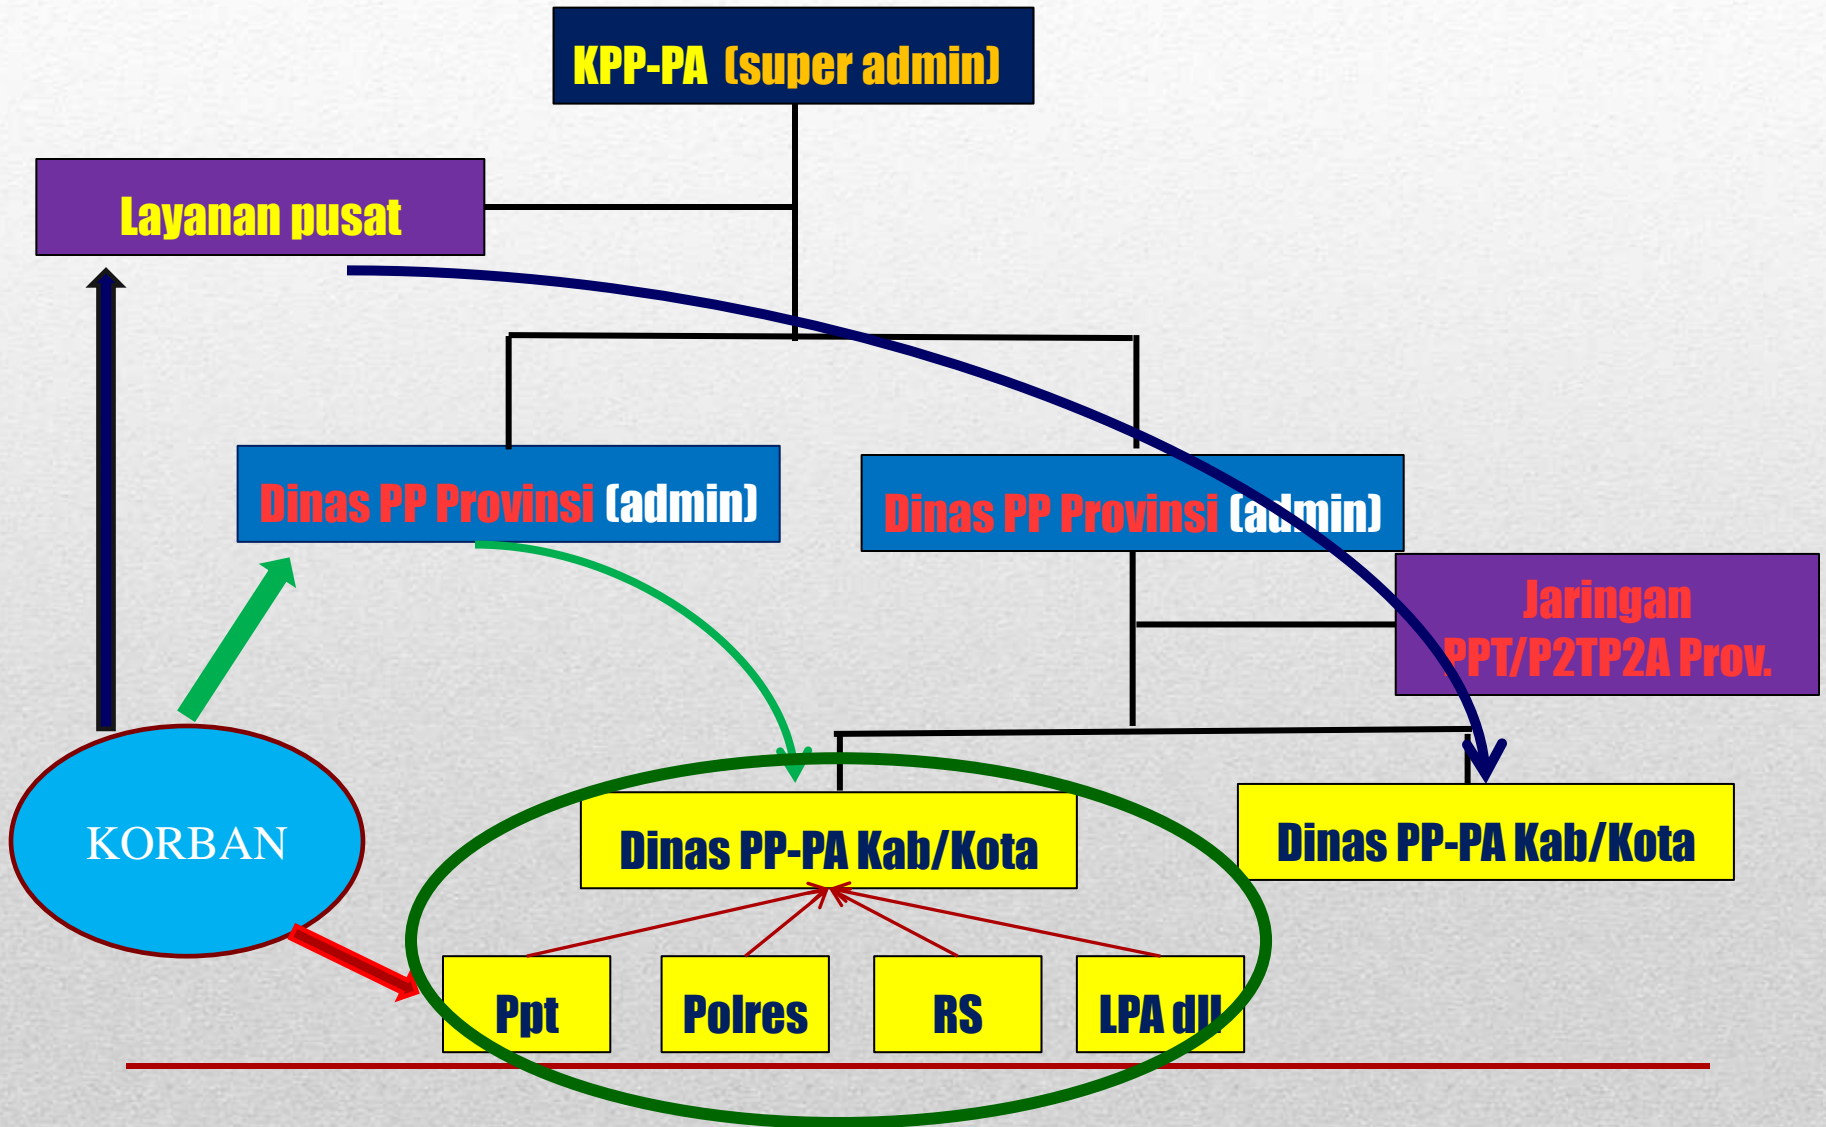 KPP-PA (super admin)
Layanan pusat
Dinas PP Provinsi (admin)
Dinas PP Provinsi (admin)
Jaringan
PPT/P2TP2A Prov.
KORBAN
Dinas PP-PA Kab/Kota
Dinas PP-PA Kab/Kota
Ppt
Polres
RS
LPA dll